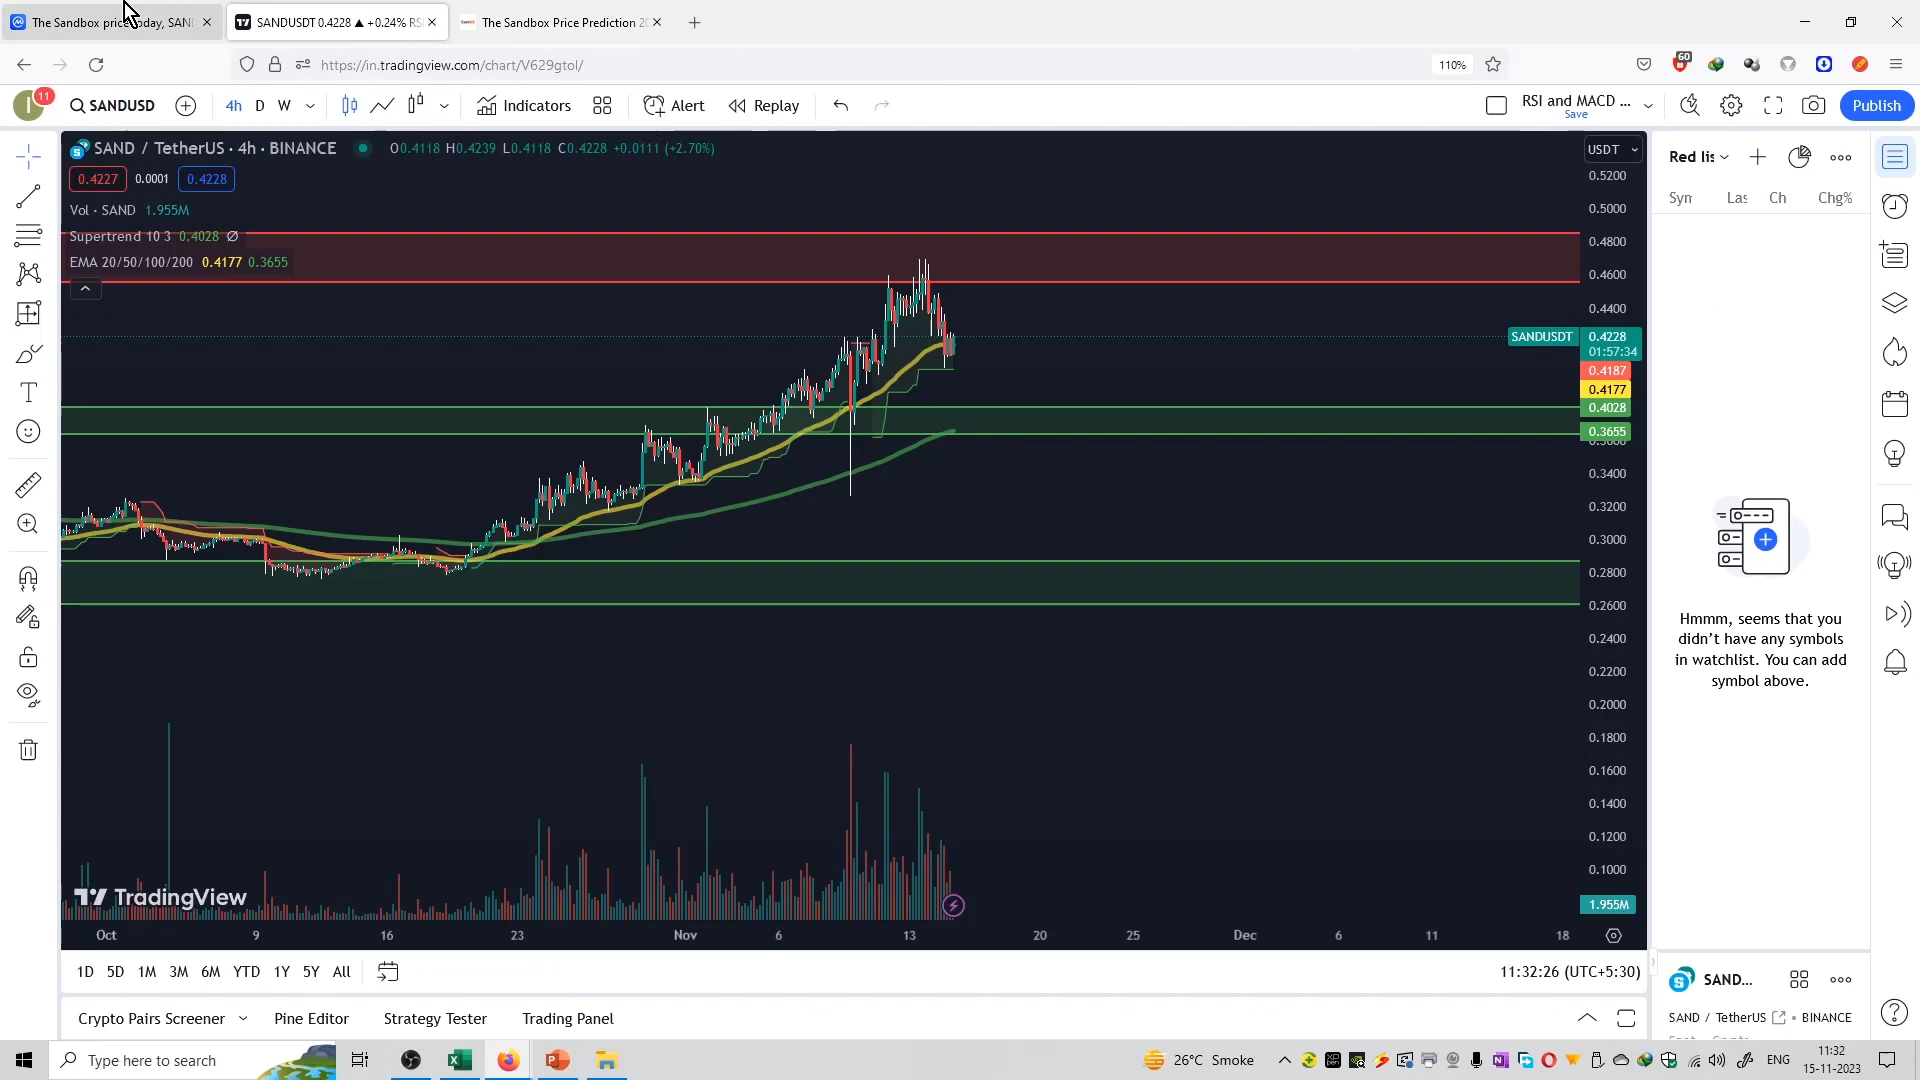 The Sandbox price today, SAN
SANDUSDT 0.4228 ▲ +0.24% RS
The Sandbox Price Prediction 20
https://in.tradingview.com/chart/V629gtol/
110%
60
I
11
SANDUSD
4h
D
W
Indicators
Alert
Replay
RSI and MACD ...
Save
Publish
SAND / TetherUS · 4h · BINANCE
O0.4118 H0.4239 L0.4118 C0.4228 +0.0111 (+2.70%)
0.4227
0.0001
0.4228
Vol · SAND 1.955M
Supertrend 10 3 0.4028 Ø
EMA 20/50/100/200 0.4177 0.3655
USDT
0.5200
0.5000
0.4800
0.4600
0.4400
SANDUSDT
0.4228
01:57:34
0.4187
0.4177
0.4028
0.3655
0.3600
0.3400
0.3200
0.3000
0.2800
0.2600
0.2400
0.2200
0.2000
0.1800
0.1600
0.1400
0.1200
0.1000
1.955M
TradingView
Oct
9
16
23
Nov
6
13
20
25
Dec
6
11
18
1D
5D
1M
3M
6M
YTD
1Y
5Y
All
11:32:26 (UTC+5:30)
Crypto Pairs Screener
Pine Editor
Strategy Tester
Trading Panel
Red lis
Syn
Las
Ch
Chg%
Hmmm, seems that you
didn't have any symbols
in watchlist. You can add
symbol above.
SAND...
SAND / TetherUS
• BINANCE
Type here to search
26°C Smoke
ENG
11:32
15-11-2023